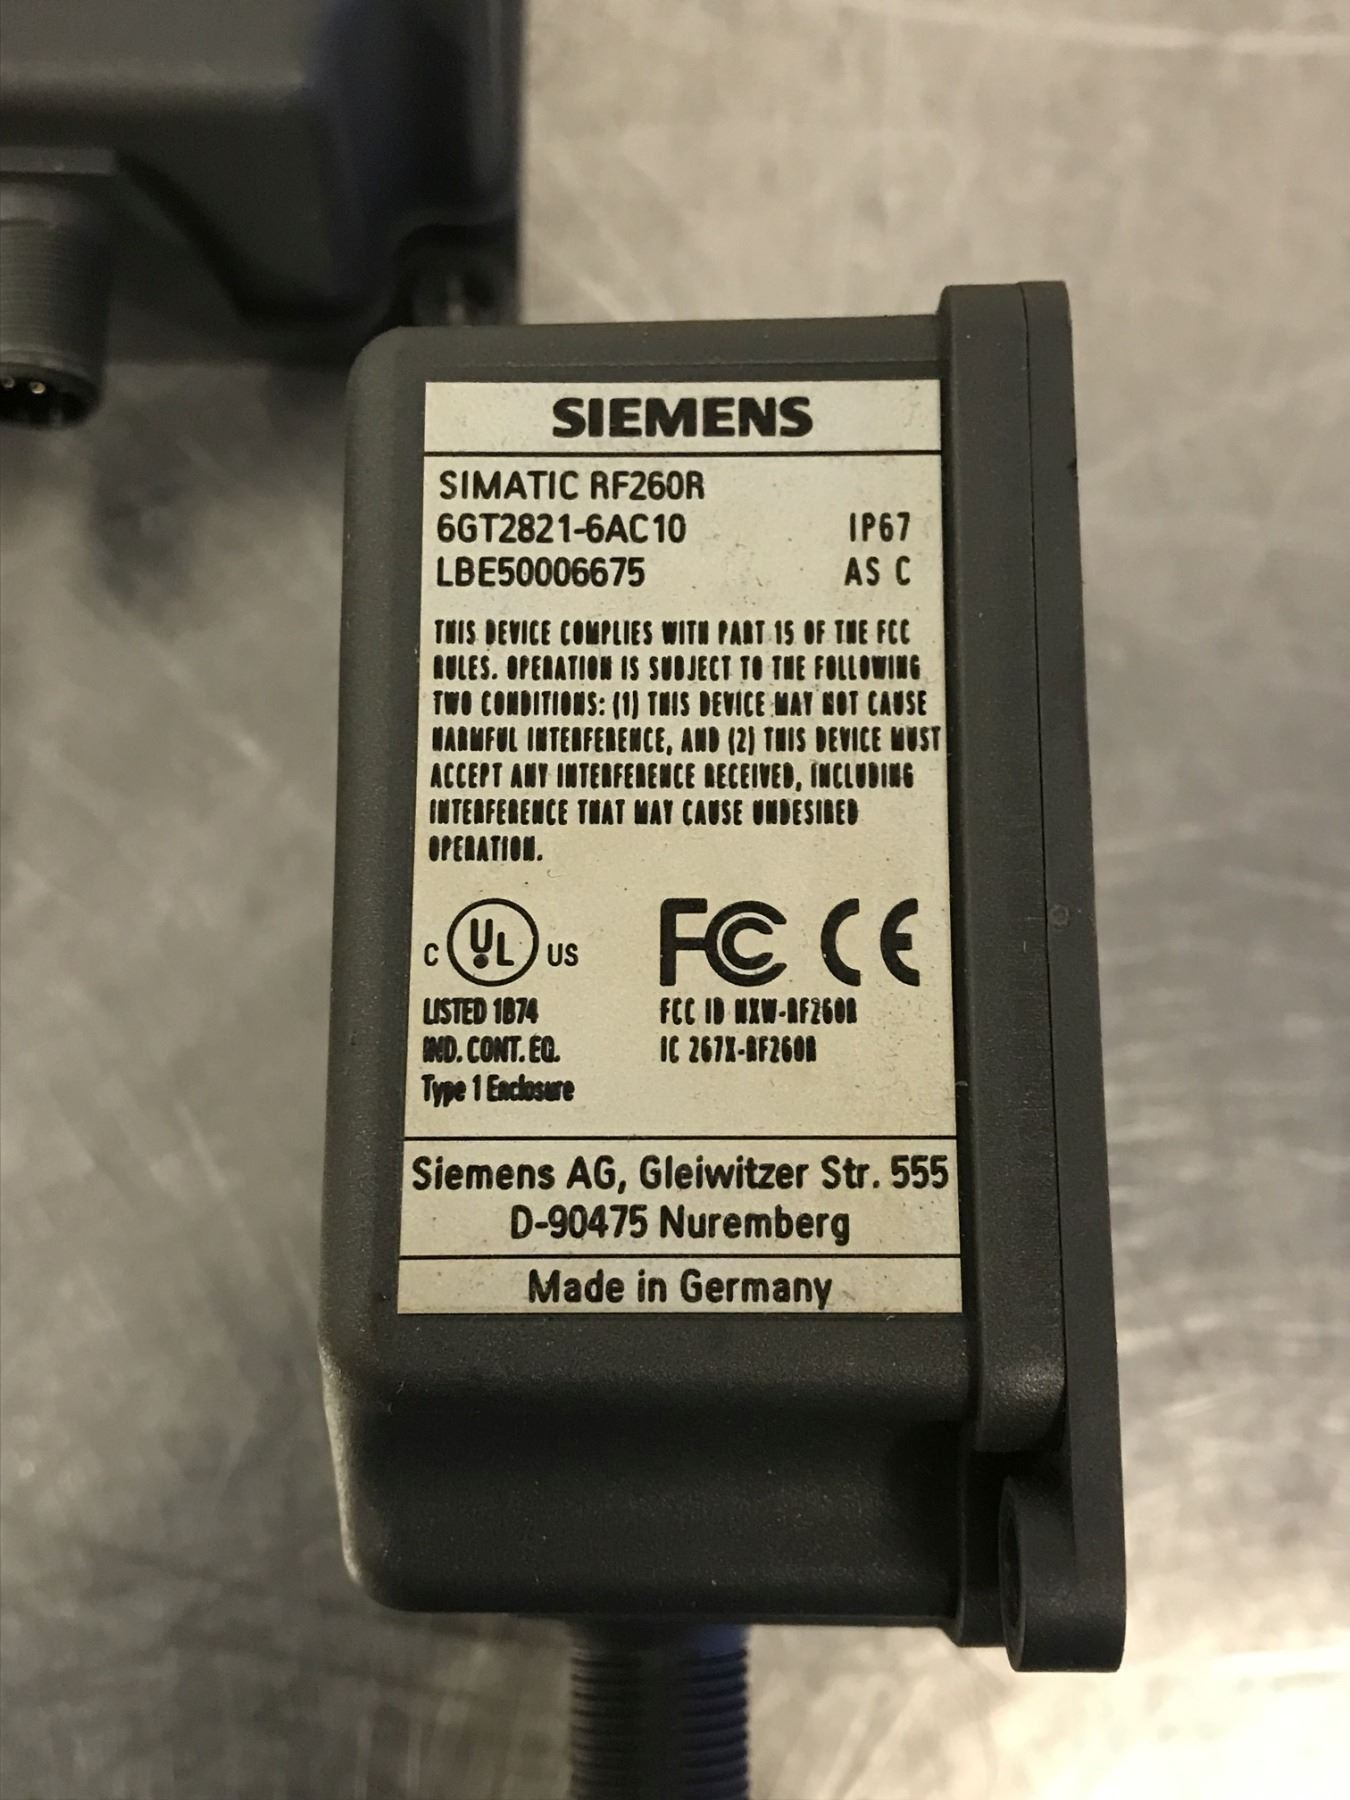 SIEMENS
SIMATIC RF260R
6GT2821-6AC10 IP67
LBE50006675 AS C
THIS DEVICE COMPLIES WITH PART 15 OF THE FCC
RULES. OPERATION IS SUBJECT TO THE FOLLOWING
TWO CONDITIONS: (1) THIS DEVICE MAY NOT CAUSE
HARMFUL INTERFERENCE, AND (2) THIS DEVICE MUST
ACCEPT ANY INTERFERENCE RECEIVED, INCLUDING
INTERFERENCE THAT MAY CAUSE UNDESIRED
OPERATION.
C UL US FC CE
LISTED 1B74 FCC ID NXW-RF260R
IND. CONT. EQ. IC 267X-RF260R
Type 1 Enclosure
Siemens AG, Gleiwitzer Str. 555
D-90475 Nuremberg
Made in Germany